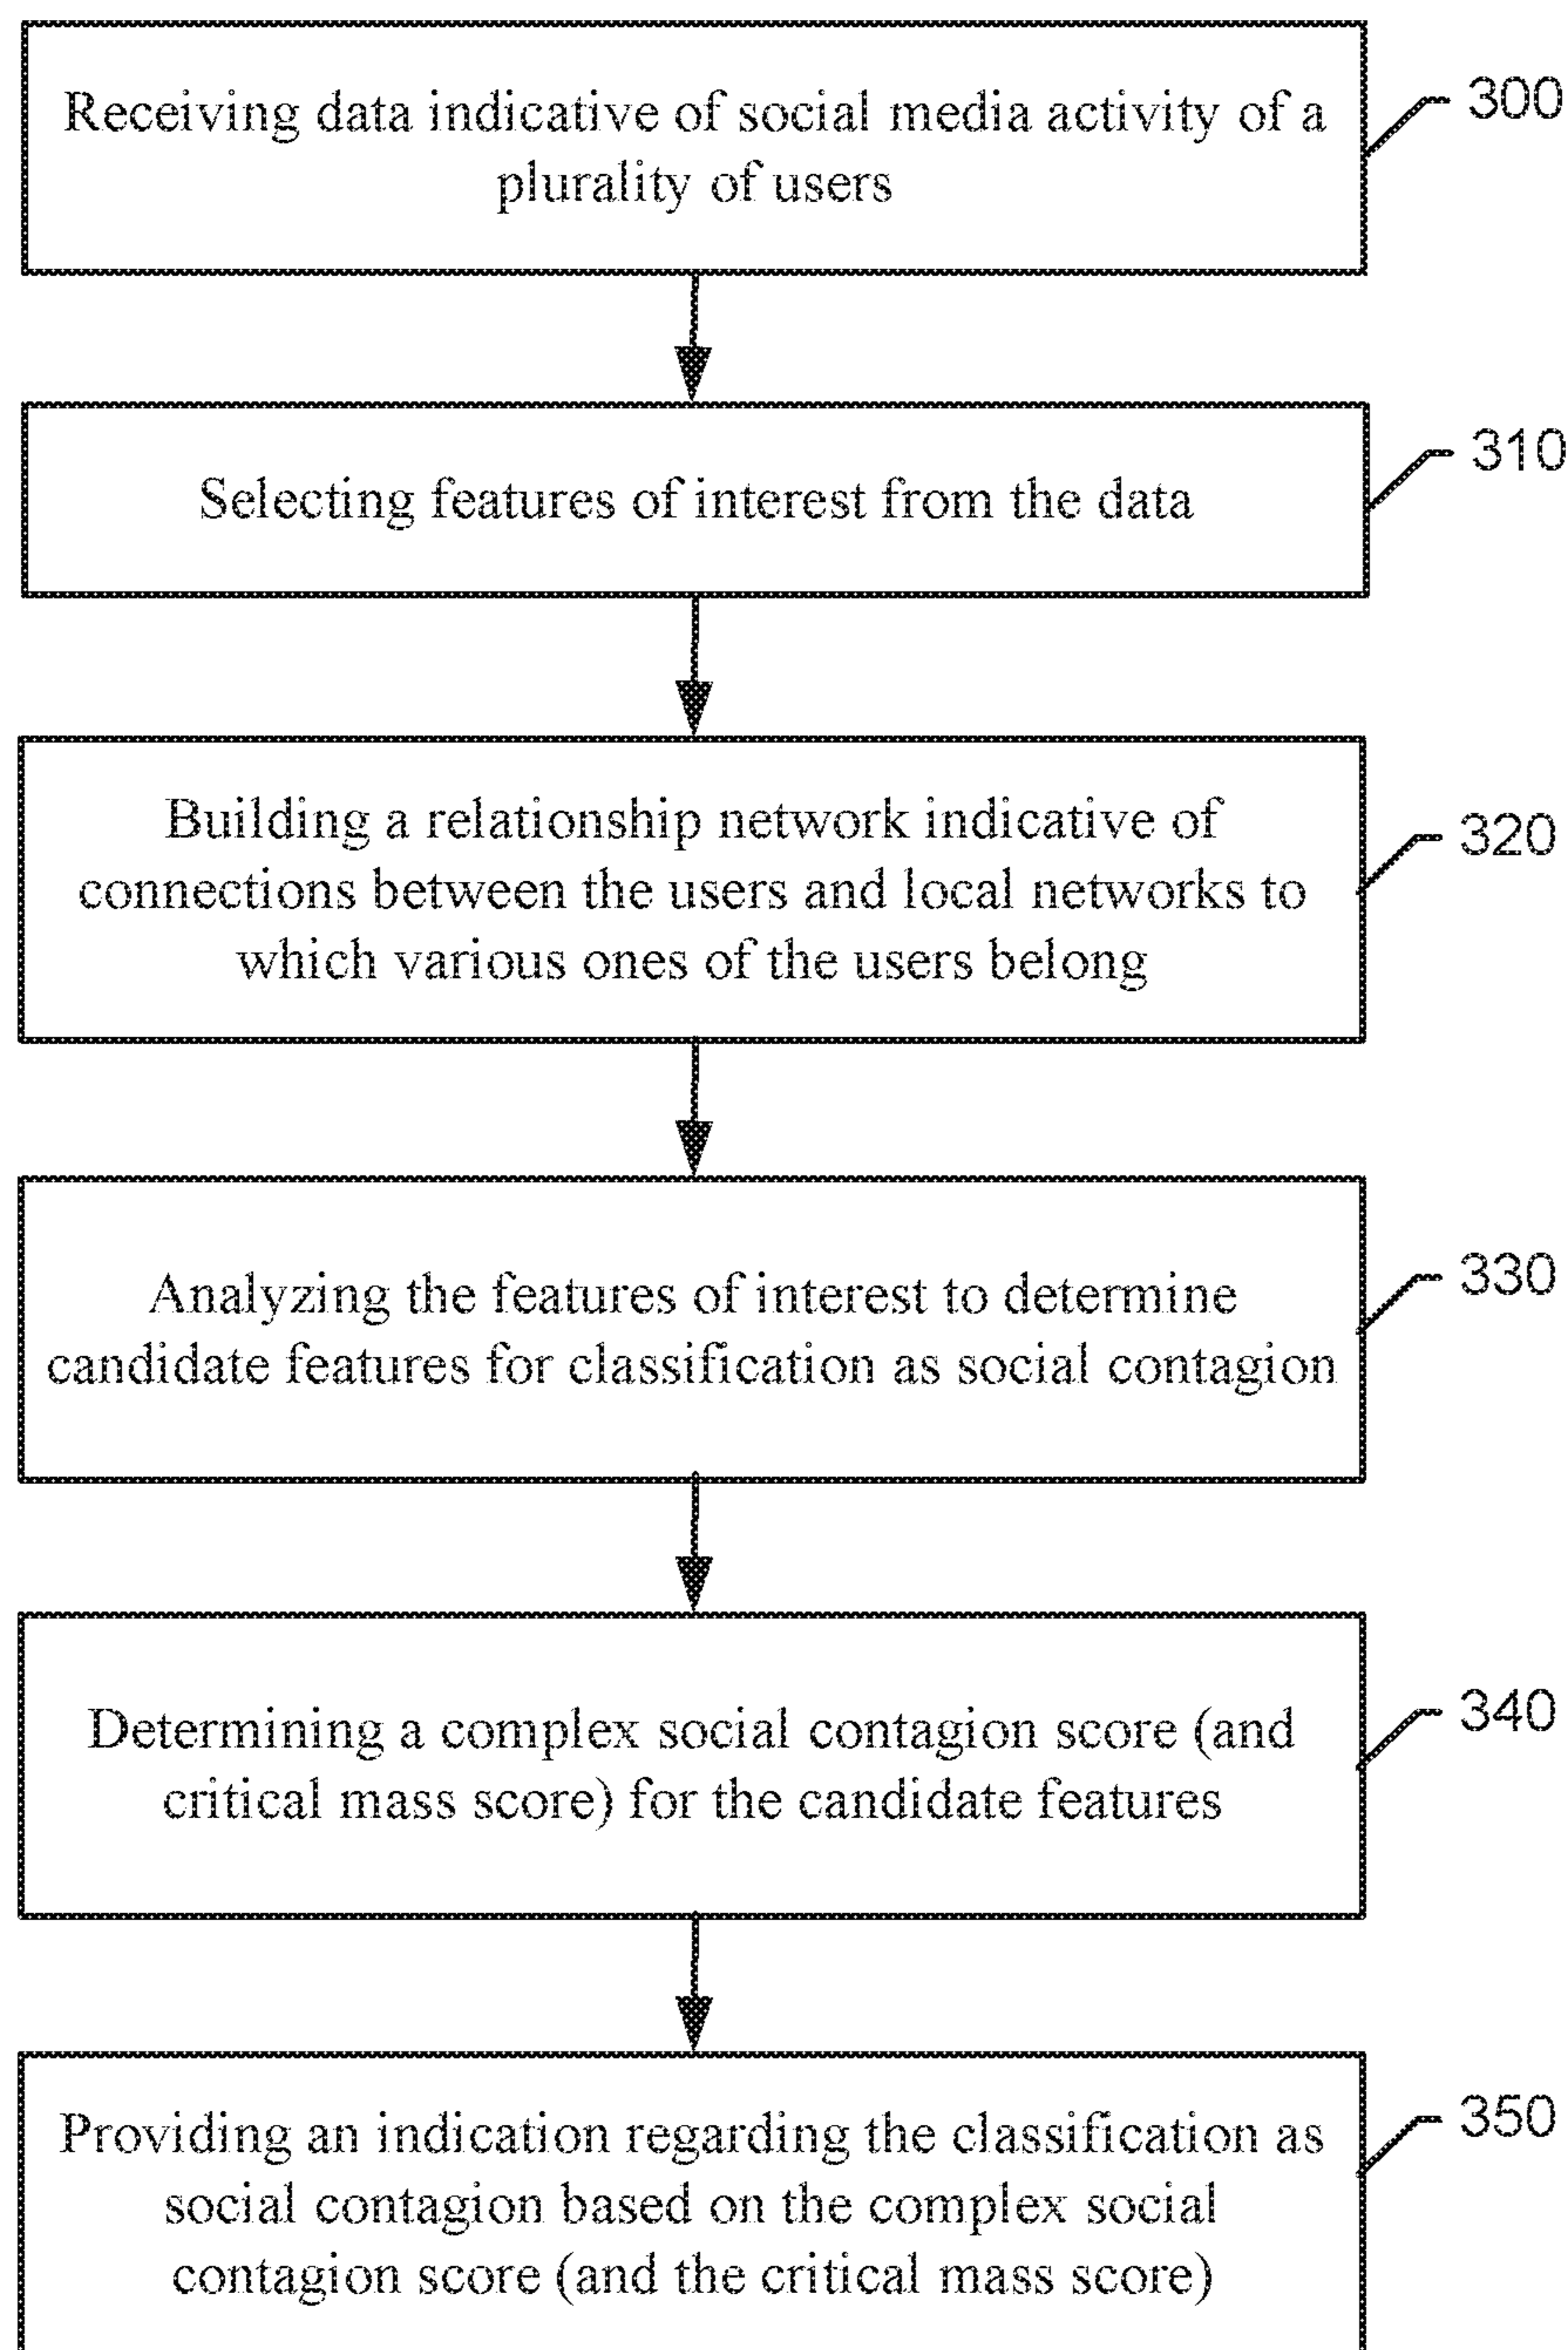 Receiving data indicative of social media activity of a
plurality of users
300
Selecting features of interest from the data
310
Building a relationship network indicative of
connections between the users and local networks to
which various ones of the users belong
320
Analyzing the features of interest to determine
candidate features for classification as social contagion
330
Determining a complex social contagion score (and
critical mass score) for the candidate features
340
Providing an indication regarding the classification as
social contagion based on the complex social
contagion score (and the critical mass score)
350